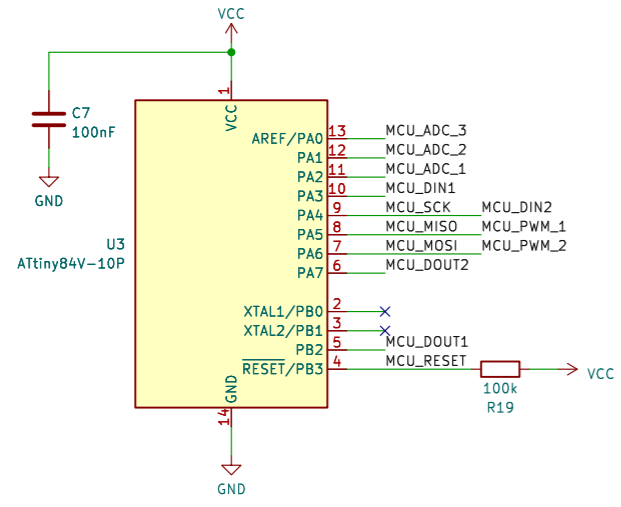 VCC
C7
100nF
GND
1
VCC
AREF/PA0 13 MCU_ADC_3
PA1 12 MCU_ADC_2
PA2 11 MCU_ADC_1
PA3 10 MCU_DIN1
PA4 9 MCU_SCK MCU_DIN2
PA5 8 MCU_MISO MCU_PWM_1
PA6 7 MCU_MOSI MCU_PWM_2
PA7 6 MCU_DOUT2
U3
ATtiny84V-10P
XTAL1/PB0 2
XTAL2/PB1 3
PB2 5 MCU_DOUT1
RESET/PB3 4 MCU_RESET
100k
R19
VCC
GND
14
GND